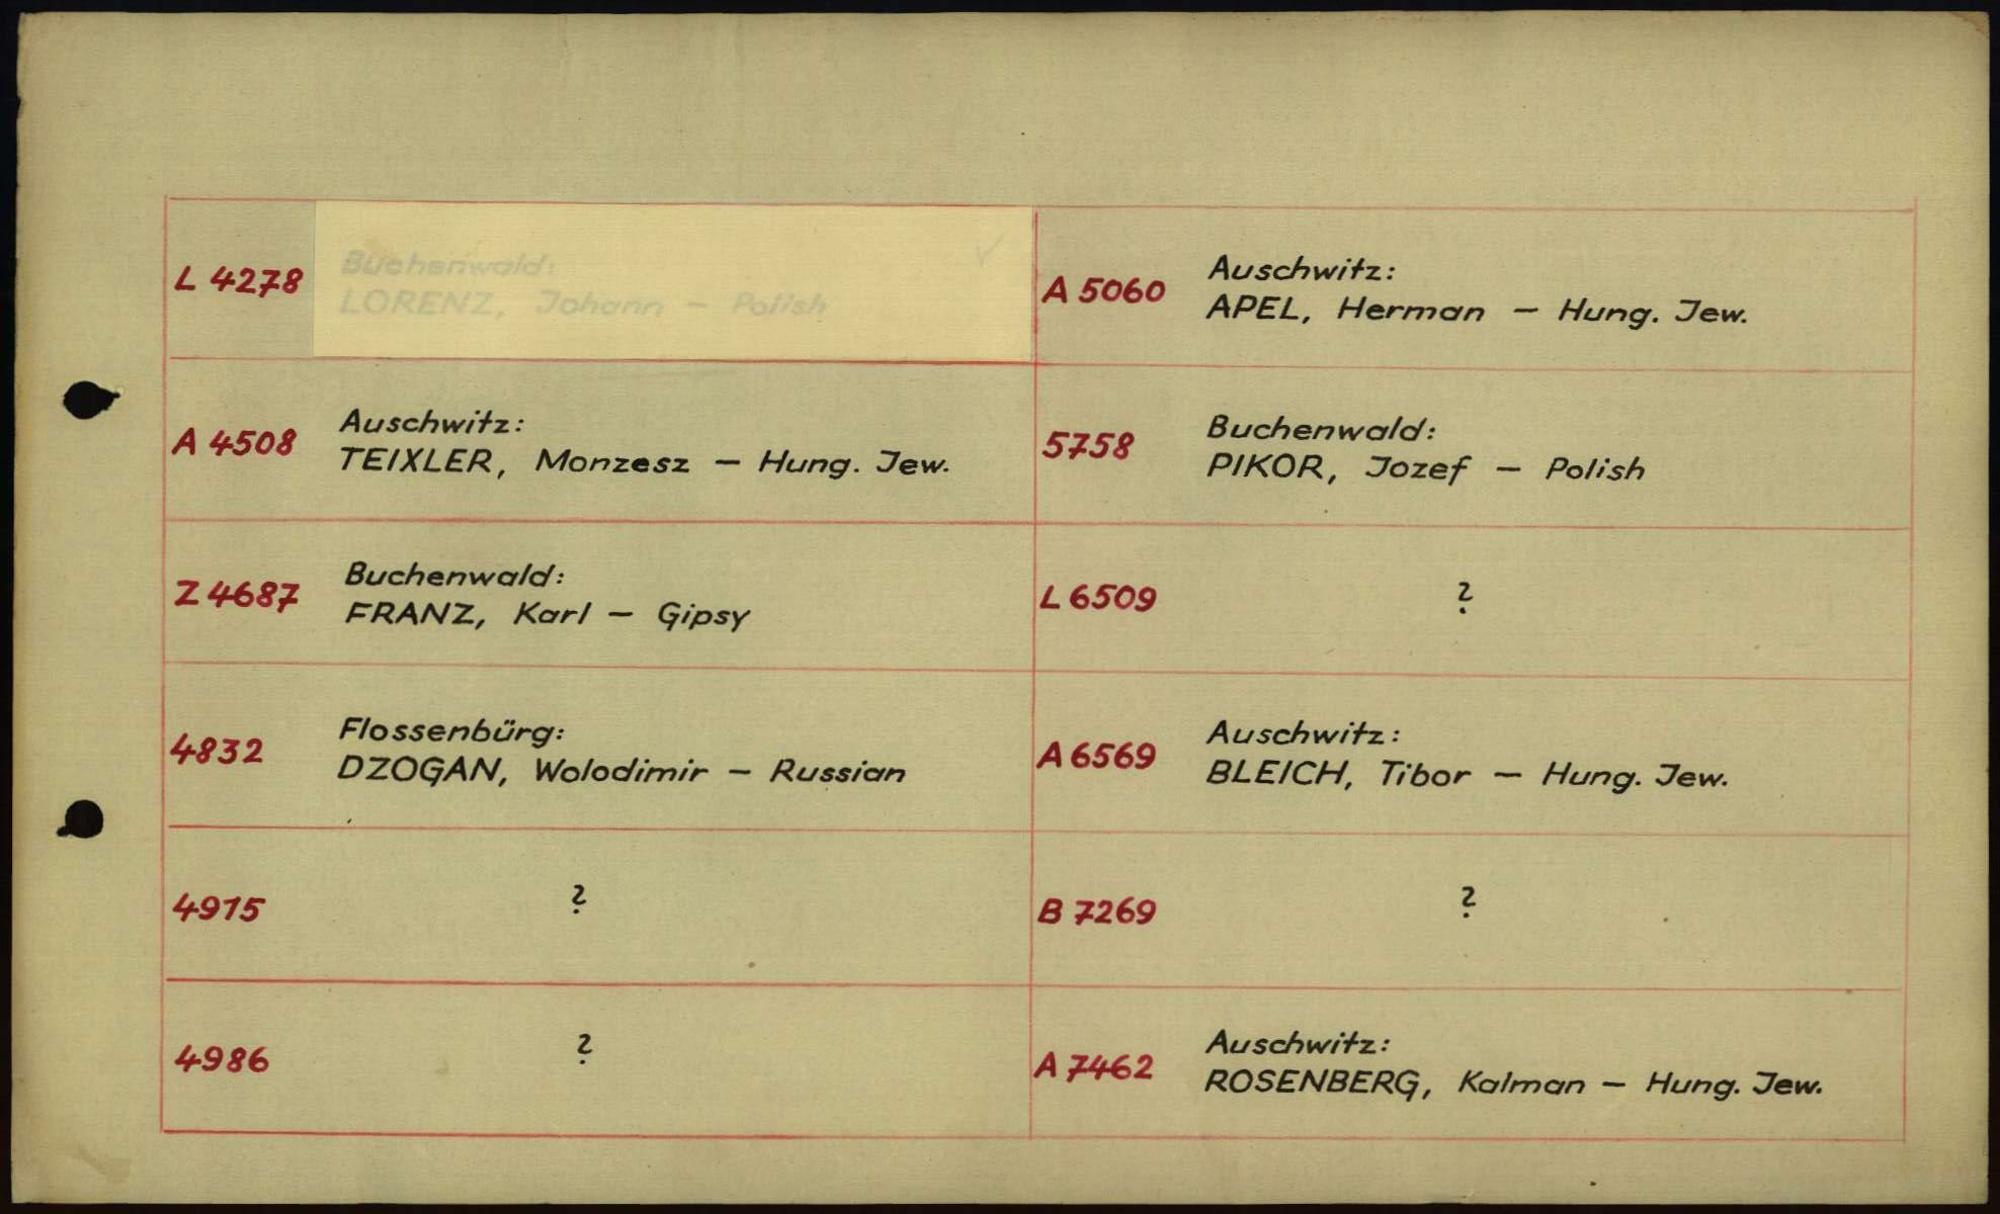 L 4278
Buchenwald:
LORENZ, Johann – Polish
A 4508
Auschwitz:
TEIXLER, Monzesz – Hung. Jew.
Z 4687
Buchenwald:
FRANZ, Karl – Gipsy
4832
Flossenbürg:
DZOGAN, Wolodimir – Russian
4915
?
4986
?
A 5060
Auschwitz:
APEL, Herman – Hung. Jew.
5758
Buchenwald:
PIKOR, Jozef – Polish
L 6509
?
A 6569
Auschwitz:
BLEICH, Tibor – Hung. Jew.
B 7269
?
A 7462
Auschwitz:
ROSENBERG, Kalman – Hung. Jew.